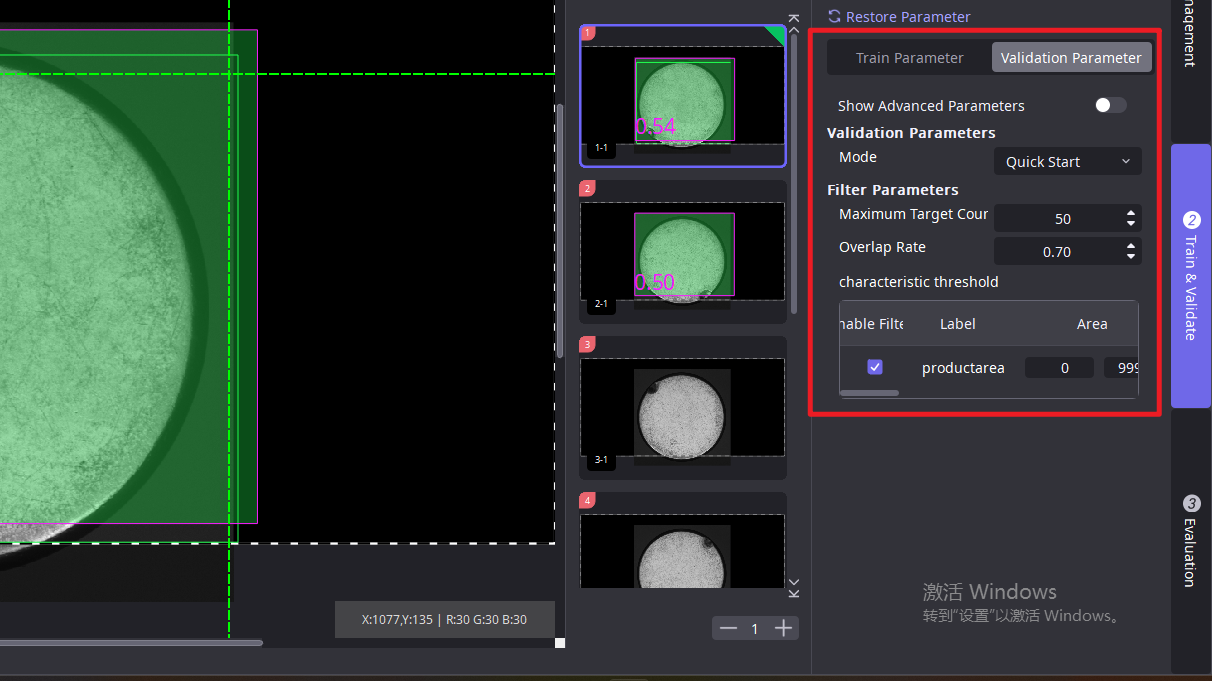 Restore Parameter
Train Parameter
Validation Parameter
Show Advanced Parameters
Validation Parameters
Mode
Quick Start
Filter Parameters
Maximum Target Cour
50
Overlap Rate
0.70
characteristic threshold
nable Filte
Label
Area
productarea
0
999
1
0.54
1-1
2
0.50
2-1
3
3-1
4
1
X:1077,Y:135 | R:30 G:30 B:30
nagement
2
Train & Validate
3
Evaluation
激活 Windows
转到“设置”以激活 Windows。